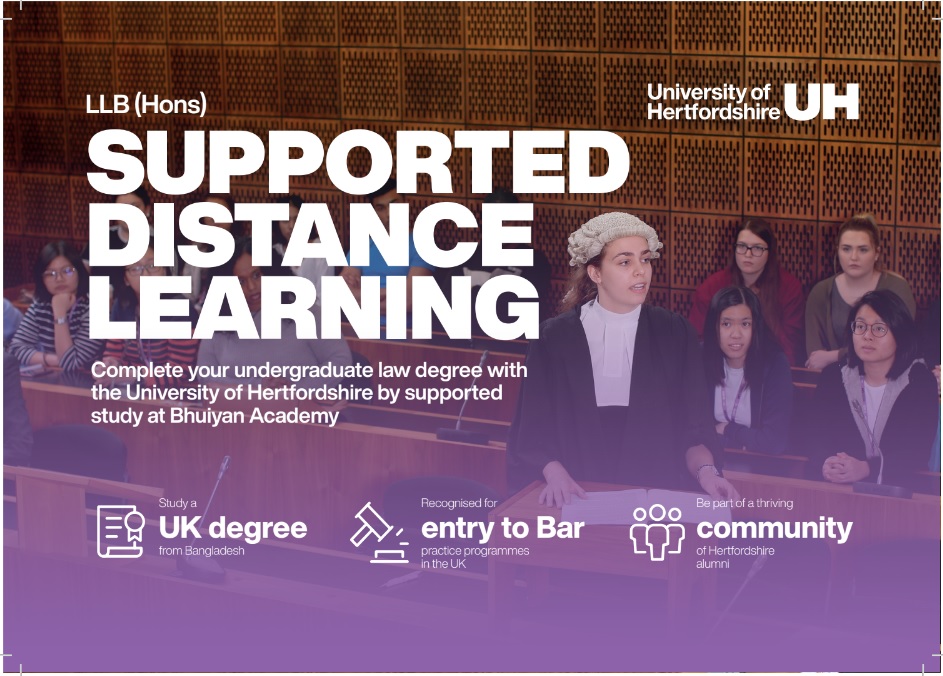 LLB (Hons)
University of
Hertfordshire UH
SUPPORTED
DISTANCE
LEARNING
Complete your undergraduate law degree with
the University of Hertfordshire by supported
study at Bhuiyan Academy
Study a
UK degree
from Bangladesh
Recognised for
entry to Bar
practice programmes
in the UK
Be part of a thriving
community
of Hertfordshire
alumni